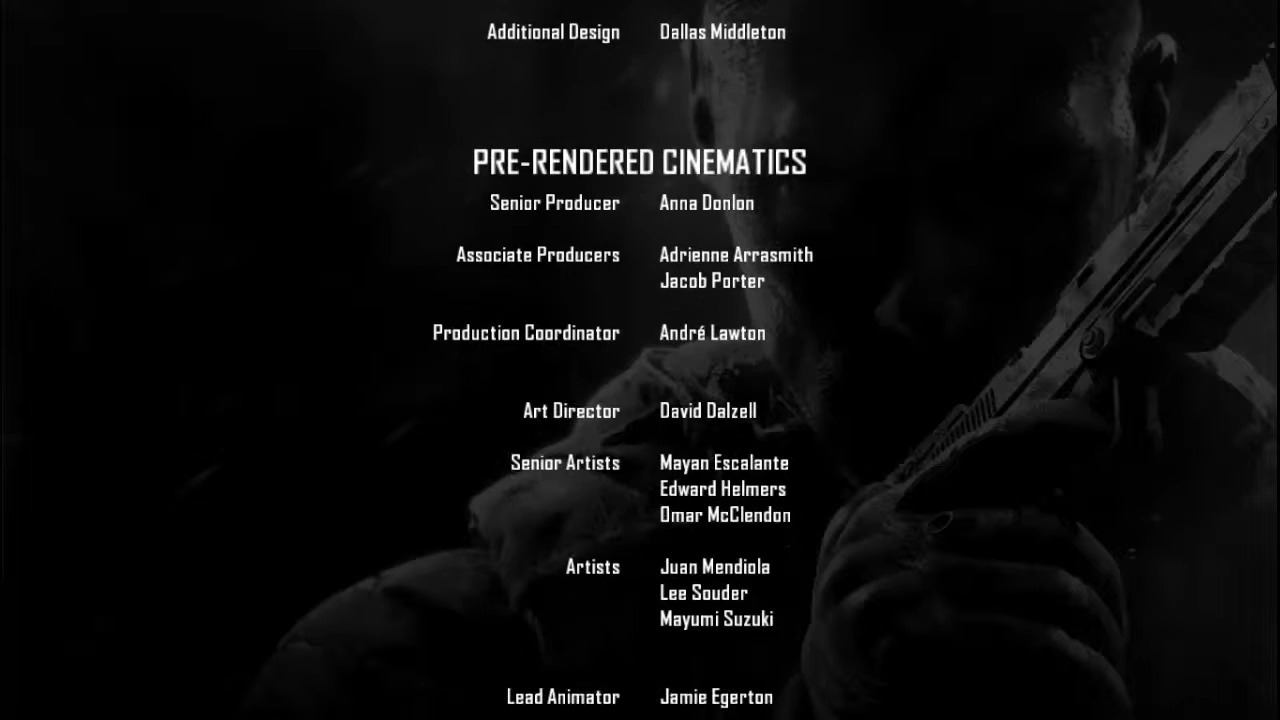 Additional Design Dallas Middleton
PRE-RENDERED CINEMATICS
Senior Producer Anna Donlon
Associate Producers Adrienne Arrasmith
Jacob Porter
Production Coordinator André Lawton
Art Director David Dalzell
Senior Artists Mayan Escalante
Edward Helmers
Omar McClendon
Artists Juan Mendiola
Lee Souder
Mayumi Suzuki
Lead Animator Jamie Egerton